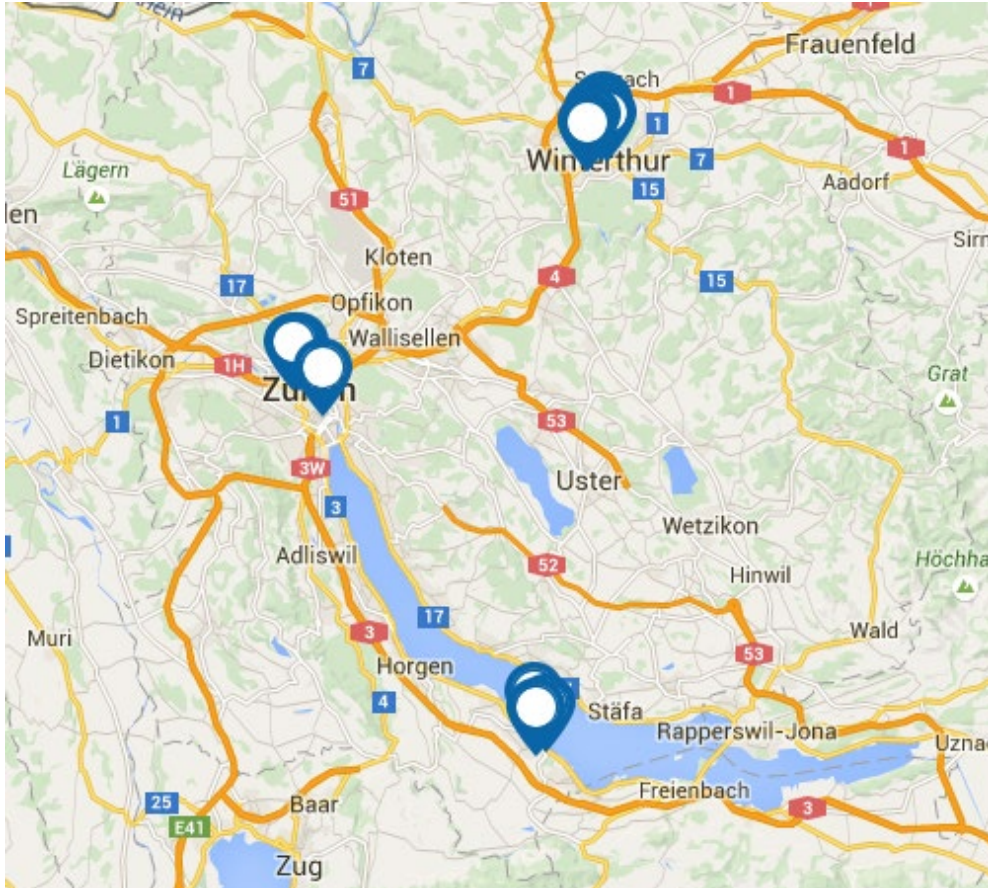 Frauenfeld
7
1
1
1
Winterthur
7
Lägern
15
Aadorf
51
Kloten
4
15
17
Opfikon
Spreitenbach
Wallisellen
Dietikon
1H
Grat
1
53
3W
Uster
3
Wetzikon
Adliswil
52
Hinwil
17
Muri
3
Wald
53
Horgen
4
Stäfa
Rapperswil-Jona
Freienbach
25
Baar
3
E41
Zug